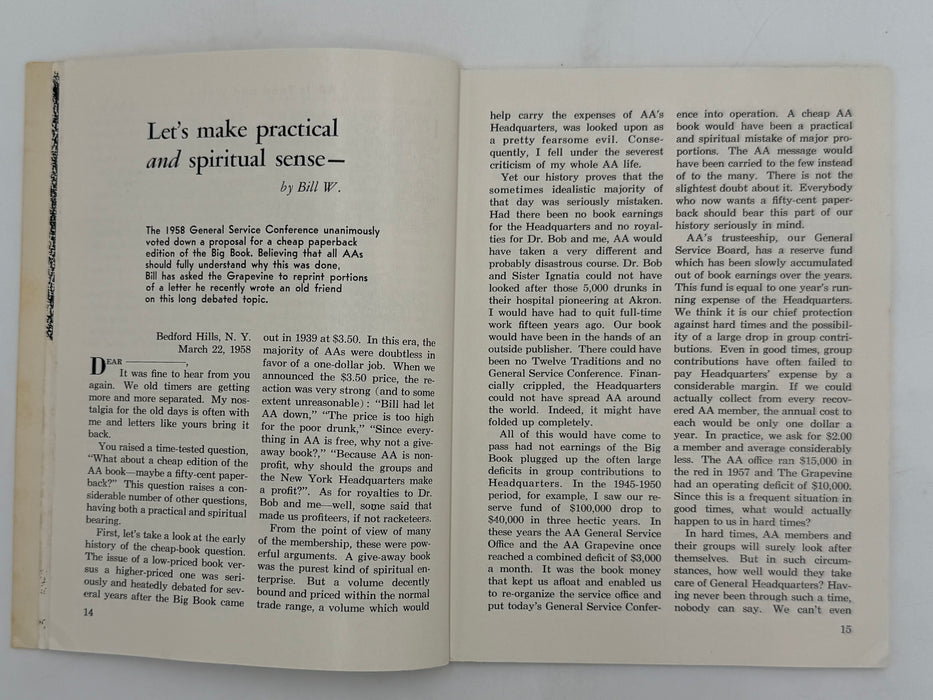 Let's make practical
and spiritual sense—
by Bill W.
The 1958 General Service Conference unanimously
voted down a proposal for a cheap paperback
edition of the Big Book. Believing that all AAs
should fully understand why this was done,
Bill has asked the Grapevine to reprint portions
of a letter he recently wrote an old friend
on this long debated topic.
Bedford Hills, N. Y.
March 22, 1958
DEAR ———,
It was fine to hear from you
again. We old timers are getting
more and more separated. My nos-
talgia for the old days is often with
me and letters like yours bring it
back.
You raised a time-tested question,
"What about a cheap edition of the
AA book—maybe a fifty-cent paper-
back?" This question raises a con-
siderable number of other questions,
having both a practical and spiritual
bearing.
First, let's take a look at the early
history of the cheap-book question.
The issue of a low-priced book ver-
sus a higher-priced one was seri-
ously and heatedly debated for sev-
eral years after the Big Book came
14
out in 1939 at $3.50. In this era, the
majority of AAs were doubtless in
favor of a one-dollar job. When we
announced the $3.50 price, the re-
action was very strong (and to some
extent unreasonable): "Bill had let
AA down," "The price is too high
for the poor drunk," "Since every-
thing in AA is free, why not a give-
away book?," "Because AA is non-
profit, why should the groups and
the New York Headquarters make
a profit?". As for royalties to Dr.
Bob and me—well, some said that
made us profiteers, if not racketeers.
From the point of view of many
of the membership, these were pow-
erful arguments. A give-away book
was the purest kind of spiritual en-
terprise. But a volume decently
bound and priced within the normal
trade range, a volume which would
help carry the expenses of AA's
Headquarters, was looked upon as
a pretty fearsome evil. Conse-
quently, I fell under the severest
criticism of my whole AA life.
Yet our history proves that the
sometimes idealistic majority of
that day was seriously mistaken.
Had there been no book earnings
for the Headquarters and no royal-
ties for Dr. Bob and me, AA would
have taken a very different and
probably disastrous course. Dr. Bob
and Sister Ignatia could not have
looked after those 5,000 drunks in
their hospital pioneering at Akron.
I would have had to quit full-time
work fifteen years ago. Our book
would have been in the hands of an
outside publisher. There could have
been no Twelve Traditions and no
General Service Conference. Finan-
cially crippled, the Headquarters
could not have spread AA around
the world. Indeed, it might have
folded up completely.
All of this would have come to
pass had not earnings of the Big
Book plugged up the often large
deficits in group contributions to
Headquarters. In the 1945-1950
period, for example, I saw our re-
serve fund of $100,000 drop to
$40,000 in three hectic years. In
these years the AA General Service
Office and the AA Grapevine once
reached a combined deficit of $3,000
a month. It was the book money
that kept us afloat and enabled us
to re-organize the service office and
put today's General Service Confer-
ence into operation. A cheap AA
book would have been a practical
and spiritual mistake of major pro-
portions. The AA message would
have been carried to the few instead
of to the many. There is not the
slightest doubt about it. Everybody
who now wants a fifty-cent paper-
back should bear this part of our
history seriously in mind.
AA's trusteeship, our General
Service Board, has a reserve fund
which has been slowly accumulated
out of book earnings over the years.
This fund is equal to one year's run-
ning expense of the Headquarters.
We think it is our chief protection
against hard times and the possibil-
ity of a large drop in group contri-
butions. Even in good times, group
contributions have often failed to
pay Headquarters' expense by a
considerable margin. If we could
actually collect from every recov-
ered AA member, the annual cost to
each would be only one dollar a
year. In practice, we ask for $2.00
a member and average considerably
less. The AA office ran $15,000 in
the red in 1957 and The Grapevine
had an operating deficit of $10,000.
Since this is a frequent situation in
good times, what would actually
happen to us in hard times?
In hard times, AA members and
their groups will surely look after
themselves. But in such circum-
stances, how well would they take
care of General Headquarters? Hav-
ing never been through such a time,
nobody can say. We can't even
15